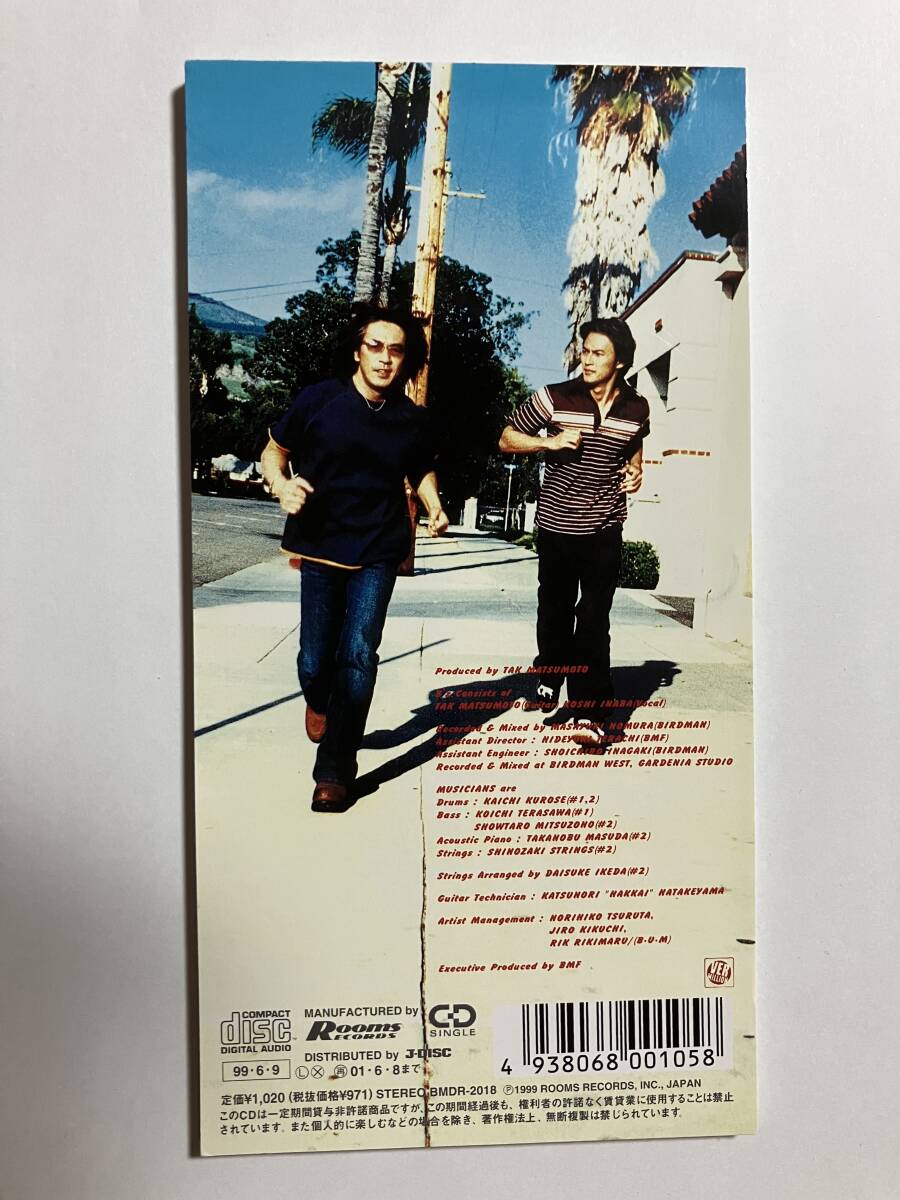 Produced by TAK MATSUMOTO
B'z Consists of
TAK MATSUMOTO(Guitar) KOSHI INABA(Vocal)
Recorded & Mixed by MASAYUKI NOMURA(BIRDMAN)
Assistant Director : HIDEYUKI TERACHI(BMF)
Assistant Engineer : SHOICHIRO INAGAKI(BIRDMAN)
Recorded & Mixed at BIRDMAN WEST, GARDENIA STUDIO
MUSICIANS are
Drums : KAICHI KUROSE(#1,2)
Bass : KOICHI TERASAWA(#1)
SHOWTARO MITSUZONO(#2)
Acoustic Piano : TAKANOBU MASUDA(#2)
Strings : SHINOZAKI STRINGS(#2)
Strings Arranged by DAISUKE IKEDA(#2)
Guitar Technician : KATSUNORI "HAKKAI" HATAKEYAMA
Artist Management : NORIHIKO TSURUTA,
JIRO KIKUCHI,
RIK RIKIMARU/(B·U·M)
Executive Produced by BMF
VER MILLION
COMPACT disc DIGITAL AUDIO
MANUFACTURED by
ROOMS RECORDS
CD SINGLE
DISTRIBUTED by J-DISC
4 938068 001058
99·6·9 Ⓛ Ⓧ 再 01·6·8まで
定価¥1,020 (税抜価格¥971) STEREO BMDR-2018 Ⓟ1999 ROOMS RECORDS, INC., JAPAN
このCDは一定期間貸与非許諾商品ですが、この期間経過後も、権利者の許諾なく賃貸業に使用することは禁止
されています。また個人的に楽しむなどの場合を除き、著作権法上、無断複製は禁じられています。